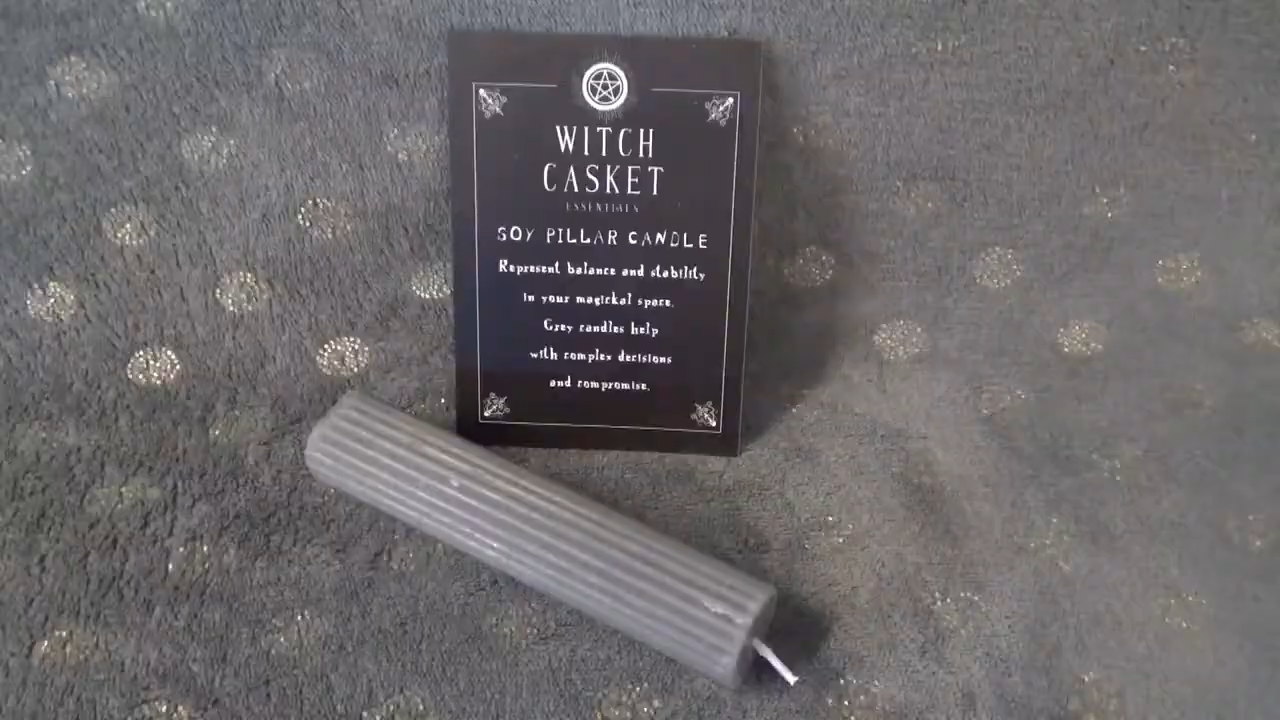 WITCH
CASKET
ESSENTIALS
SOY PILLAR CANDLE
Represent balance and stability
in your magickal space.
Grey candles help
with complex decisions
and compromise.